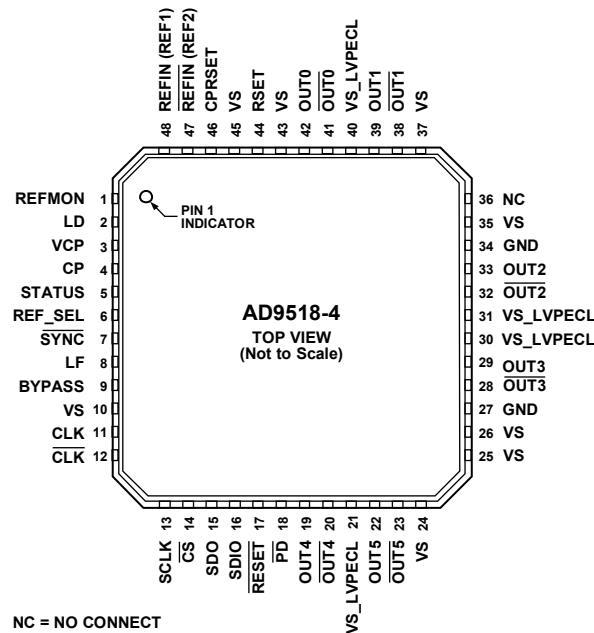 REFIN (REF1)
REFIN (REF2)
CPRSET
VS
RSET
VS
OUT0
OUT0
VS_LVPECL
OUT1
OUT1
VS
48 47 46 45 44 43 42 41 40 39 38 37
REFMON 1
LD 2
VCP 3
CP 4
STATUS 5
REF_SEL 6
SYNC 7
LF 8
BYPASS 9
VS 10
CLK 11
CLK 12
PIN 1
INDICATOR
AD9518-4
TOP VIEW
(Not to Scale)
36 NC
35 VS
34 GND
33 OUT2
32 OUT2
31 VS_LVPECL
30 VS_LVPECL
29 OUT3
28 OUT3
27 GND
26 VS
25 VS
13 14 15 16 17 18 19 20 21 22 23 24
SCLK
CS
SDO
SDIO
RESET
PD
OUT4
OUT4
VS_LVPECL
OUT5
OUT5
VS
NC = NO CONNECT